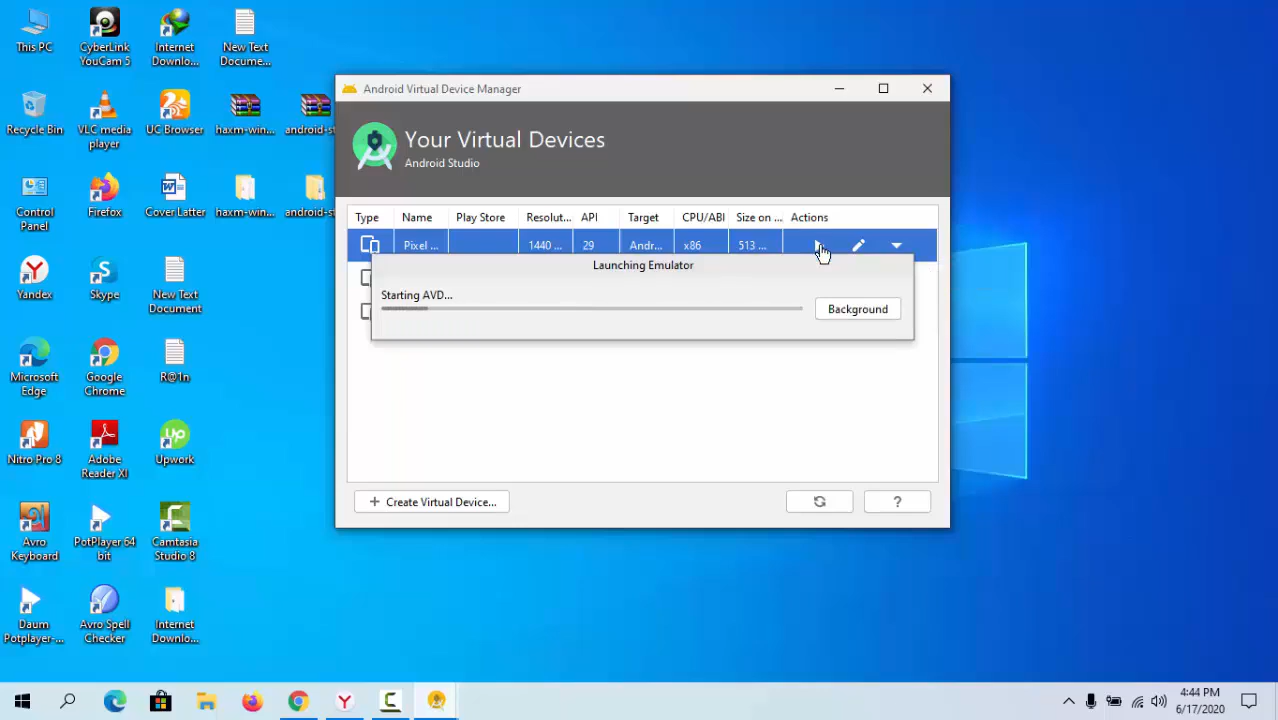 This PC
CyberLink
YouCam 5
Internet
Downlo...
New Text
Docume...
Recycle Bin
VLC media
player
UC Browser
haxm-win...
android-st
Control
Panel
Firefox
Cover Latter
haxm-win...
android-st
Yandex
Skype
New Text
Document
Microsoft
Edge
Google
Chrome
R@1n
Nitro Pro 8
Adobe
Reader XI
Upwork
Avro
Keyboard
PotPlayer 64
bit
Camtasia
Studio 8
Daum
Potplayer-...
Avro Spell
Checker
Internet
Downlo...
Android Virtual Device Manager
Your Virtual Devices
Android Studio
Type Name Play Store Resolut... API Target CPU/ABI Size on ... Actions
Pixel ... 1440 ... 29 Andr... x86 513 ...
Launching Emulator
Starting AVD...
Background
+ Create Virtual Device...
?
4:44 PM
6/17/2020